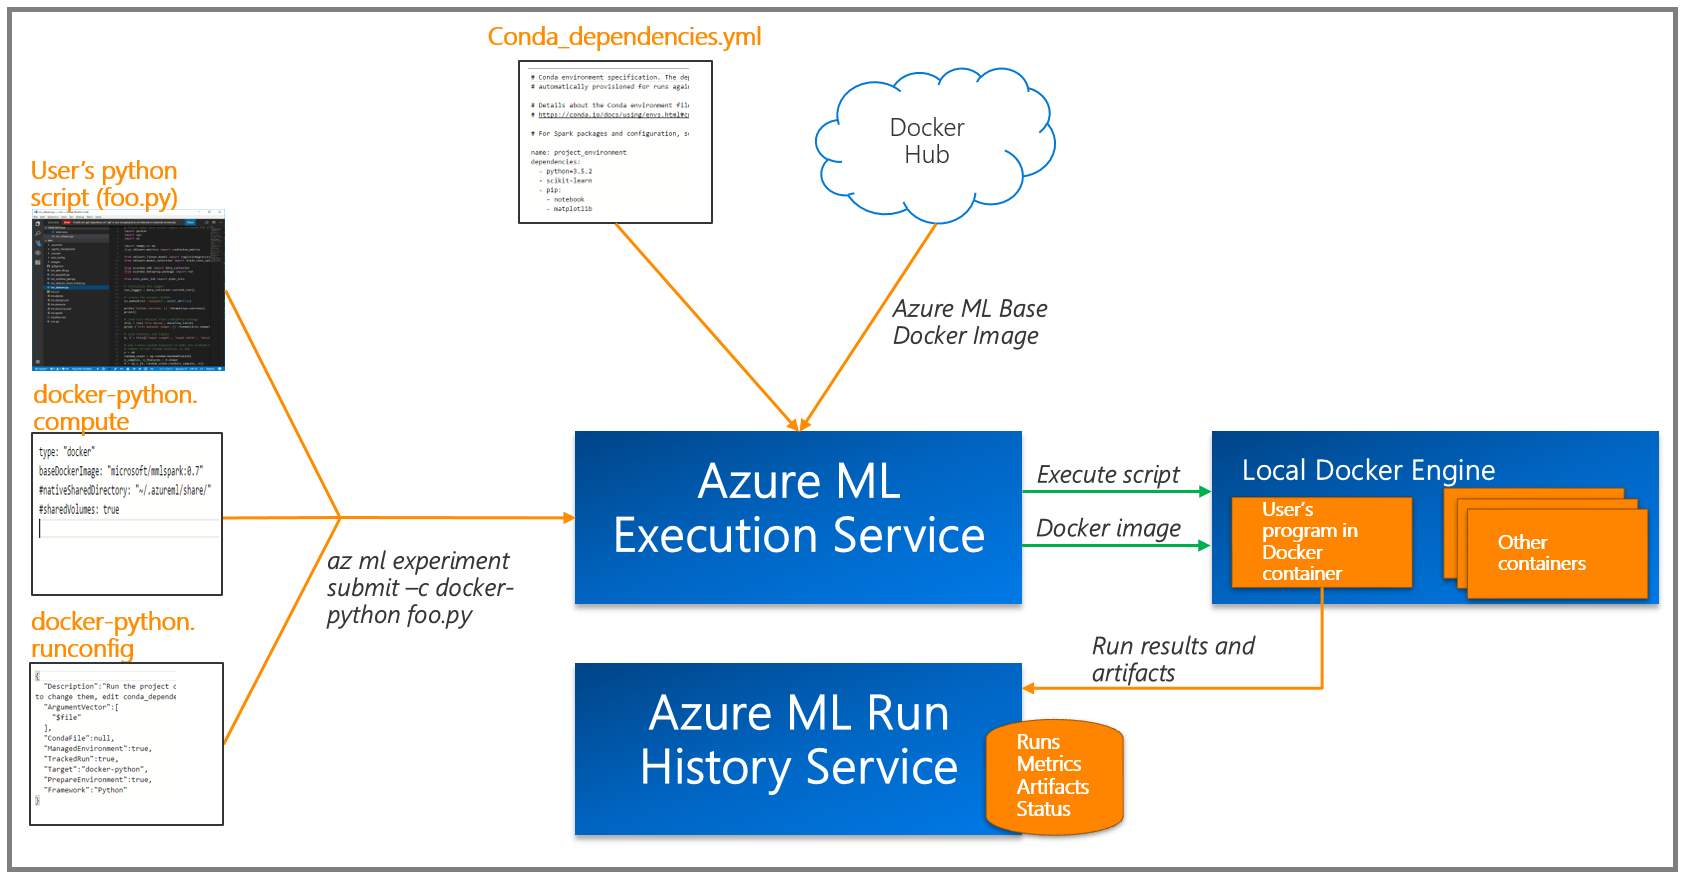 Conda_dependencies.yml
# Conda environment specification. The dep
# automatically provisioned for runs agai
# Details about the Conda environment fil
# https://conda.io/docs/using/envs.html#c
# For Spark packages and configuration, s
name: project_environment
dependencies:
- python=3.5.2
- scikit-learn
- pip:
- notebook
- matplotlib
Docker
Hub
User's python
script (foo.py)
Azure ML Base
Docker Image
docker-python.
compute
type: "docker"
baseDockerImage: "microsoft/mmlspark:0.7"
#nativeSharedDirectory: "~/.azureml/share/"
#sharedVolumes: true
az ml experiment
submit –c docker-
python foo.py
Azure ML
Execution Service
Execute script
Docker image
Local Docker Engine
User's
program in
Docker
container
Other
containers
docker-python.
runconfig
{
"Description":"Run the project c
to change them, edit conda_depende
"ArgumentVector":[
"$file"
],
"CondaFile":null,
"ManagedEnvironment":true,
"TrackedRun":true,
"Target":"docker-python",
"PrepareEnvironment":true,
"Framework":"Python"
}
Run results and
artifacts
Azure ML Run
History Service
Runs
Metrics
Artifacts
Status